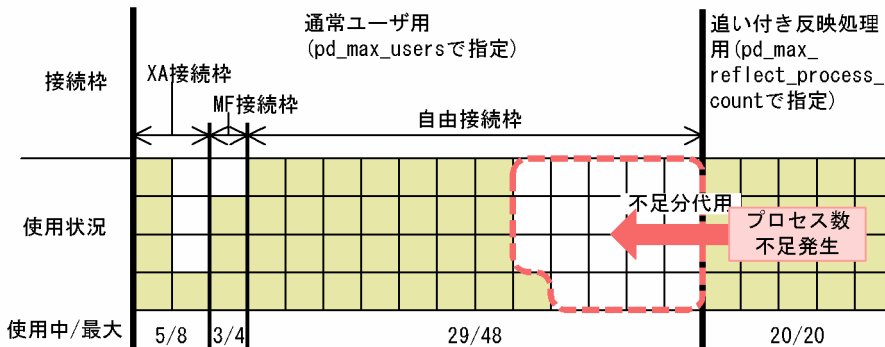 通常ユーザ用
(pd_max_usersで指定)
追い付き反映処理
用(pd_max_
reflect_process_
countで指定)
接続枠
XA接続枠
MF接続枠
自由接続枠
使用状況
不足分代用
プロセス数
不足発生
使用中/最大
5/8
3/4
29/48
20/20